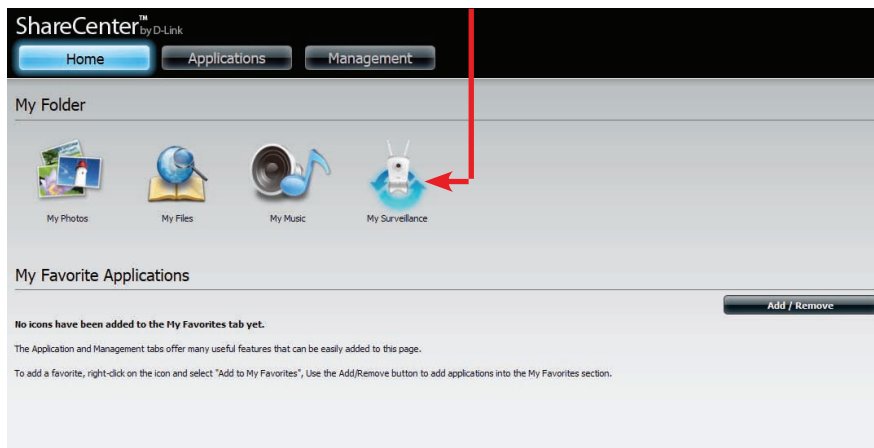 ShareCenter™ by D-Link
Home Applications Management
My Folder
My Photos My Files My Music My Surveillance
My Favorite Applications
Add / Remove
No icons have been added to the My Favorites tab yet.
The Application and Management tabs offer many useful features that can be easily added to this page.
To add a favorite, right-click on the icon and select "Add to My Favorites", Use the Add/Remove button to add applications into the My Favorites section.